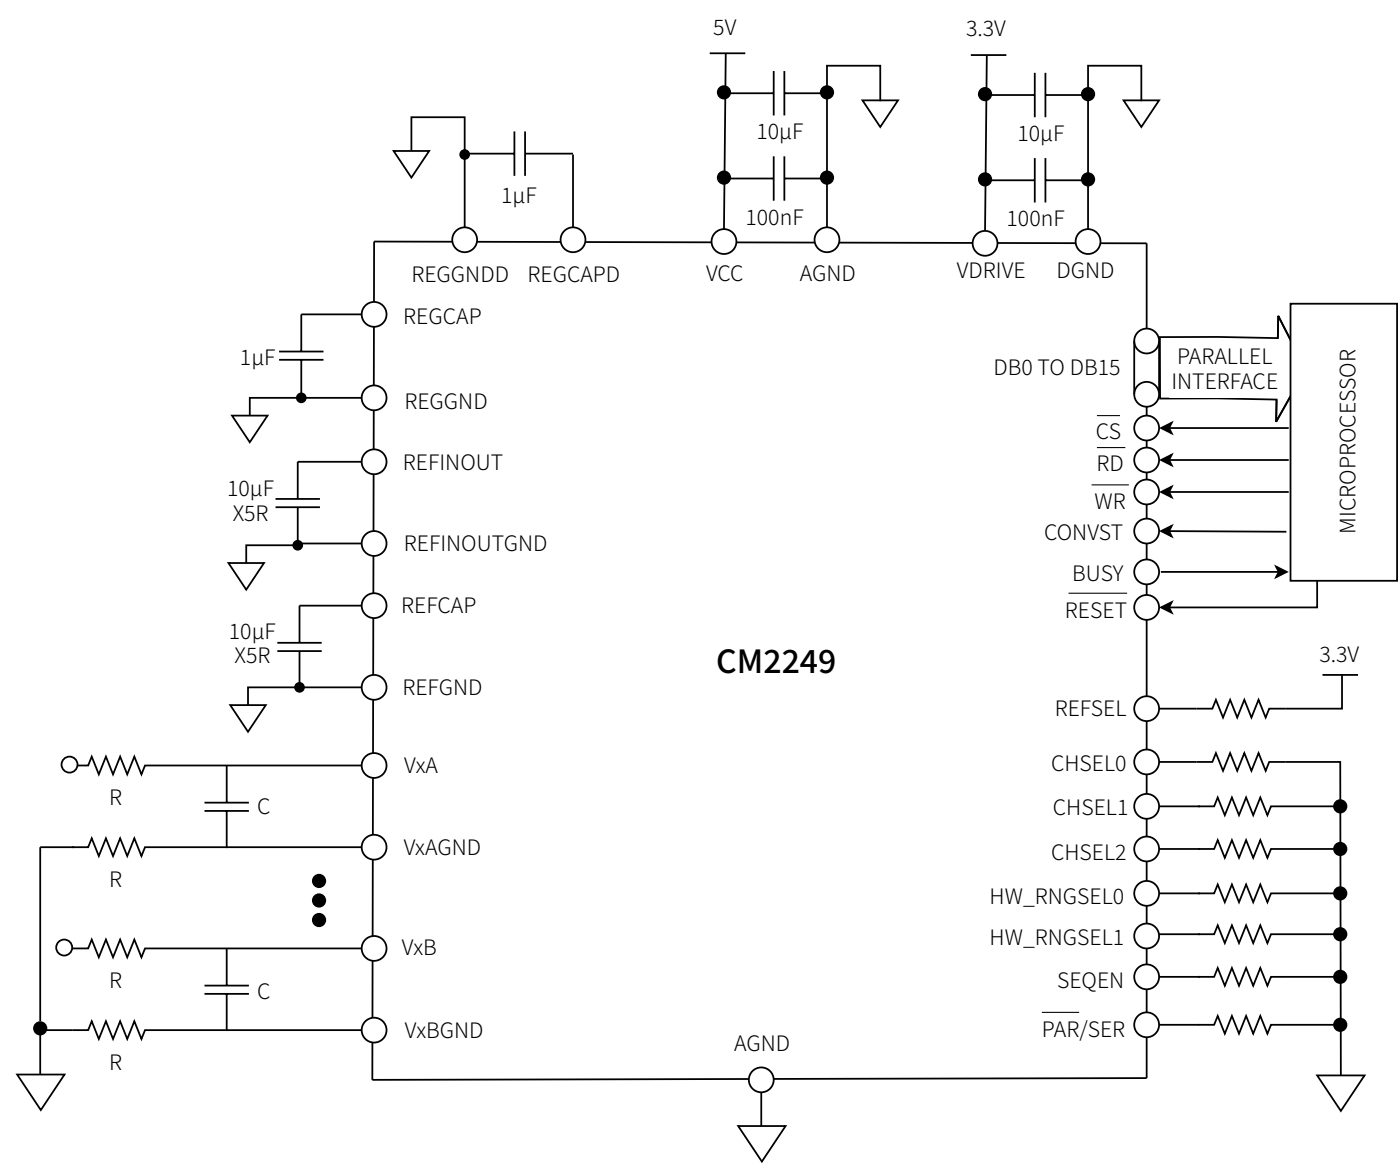 5V
3.3V
10μF
10μF
1μF
100nF
100nF
REGGNDD
REGCAPD
VCC
AGND
VDRIVE
DGND
REGCAP
1μF
REGGND
REFINOUT
10μF
X5R
REFINOUTGND
REFCAP
10μF
X5R
REFGND
VxA
R
C
VxAGND
R
VxB
R
C
VxBGND
R
CM2249
AGND
DB0 TO DB15
PARALLEL
INTERFACE
MICROPROCESSOR
CS
RD
WR
CONVST
BUSY
RESET
3.3V
REFSEL
CHSEL0
CHSEL1
CHSEL2
HW_RNGSEL0
HW_RNGSEL1
SEQEN
PAR/SER